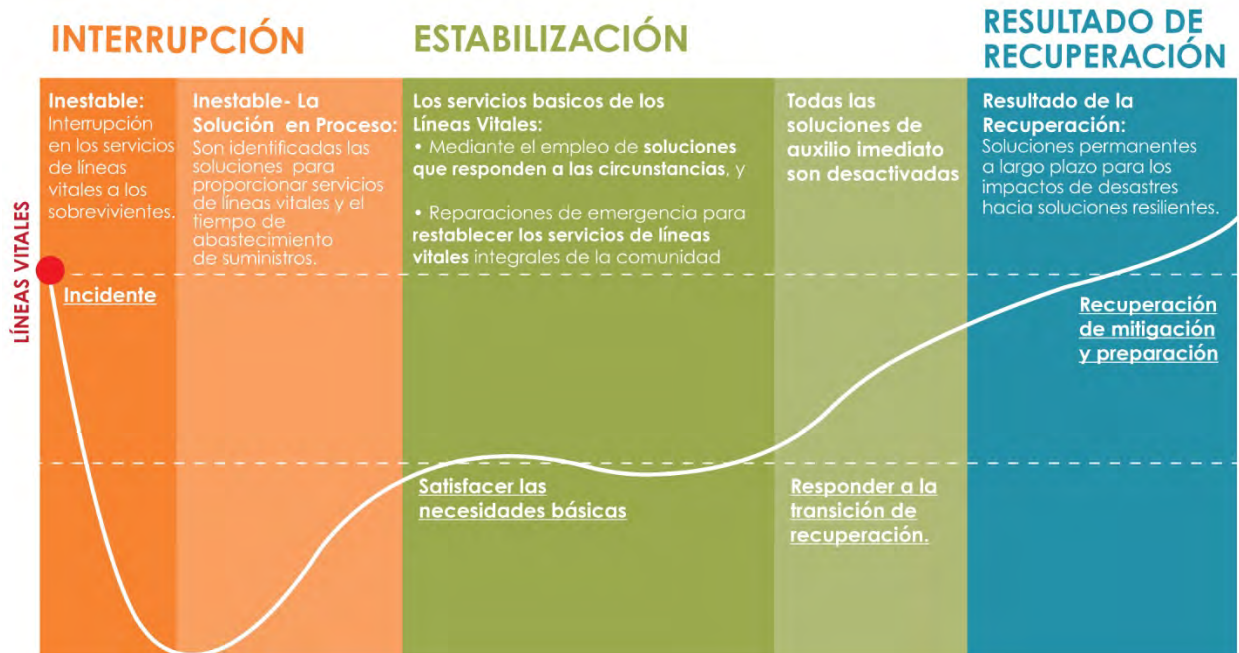 INTERRUPCIÓN
ESTABILIZACIÓN
RESULTADO DE
RECUPERACIÓN
LÍNEAS VITALES
Inestable:
Interrupción
en los servicios
de líneas
vitales a los
sobrevivientes.
Incidente
Inestable- La
Solución en Proceso:
Son identificadas las
soluciones para
proporcionar servicios
de líneas vitales y el
tiempo de
abastecimiento
de suministros.
Los servicios basicos de los
Líneas Vitales:
• Mediante el empleo de soluciones
que responden a las circunstancias, y
• Reparaciones de emergencia para
restablecer los servicios de líneas
vitales integrales de la comunidad
Satisfacer las
necesidades básicas
Todas las
soluciones de
auxilio imediato
son desactivadas
Responder a la
transición de
recuperación.
Resultado de la
Recuperación:
Soluciones permanentes
a largo plazo para los
impactos de desastres
hacia soluciones resilientes.
Recuperación
de mitigación
y preparación